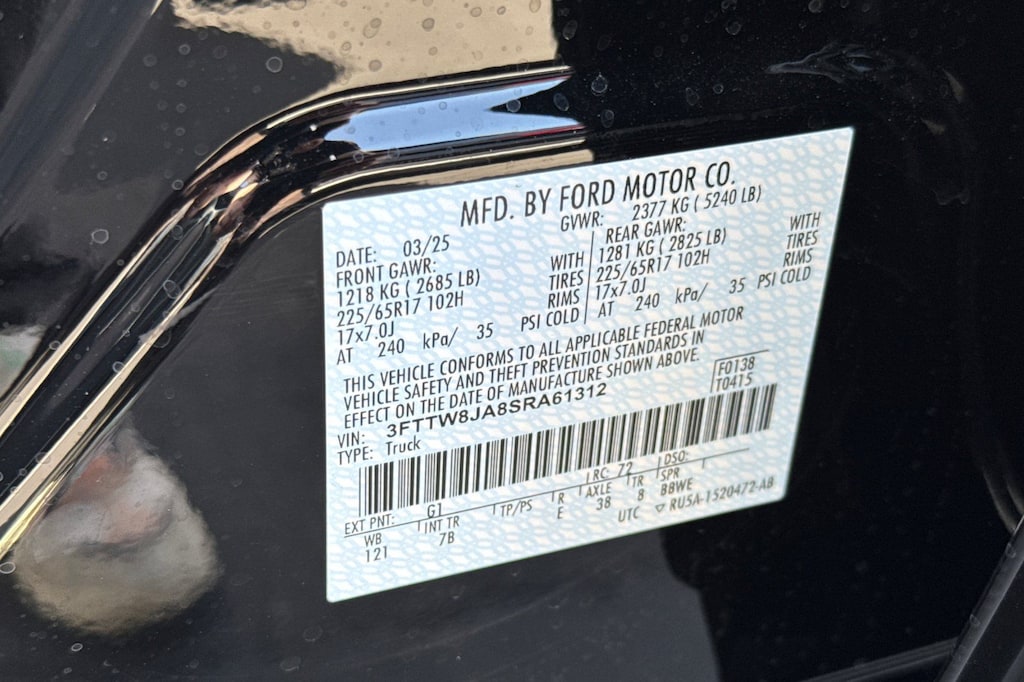 MFD. BY FORD MOTOR CO.
DATE: 03/25 GVWR: 2377 KG ( 5240 LB)
FRONT GAWR: WITH REAR GAWR: WITH
1218 KG ( 2685 LB) TIRES 1281 KG ( 2825 LB) TIRES
225/65R17 102H RIMS 225/65R17 102H RIMS
17x7.0J 17x7.0J
AT 240 kPa/ 35 PSI COLD AT 240 kPa/ 35 PSI COLD
THIS VEHICLE CONFORMS TO ALL APPLICABLE FEDERAL MOTOR
VEHICLE SAFETY AND THEFT PREVENTION STANDARDS IN
EFFECT ON THE DATE OF MANUFACTURE SHOWN ABOVE.
VIN: 3FTTW8JA8SRA61312 F0138
TYPE: Truck T0415
EXT PNT: G1 RC: 72 DSO:
WB INT TR TP/PS R AXLE TR SPR
121 7B E 38 8 BBWE
UTC ▽ RU5A-1520472-AB